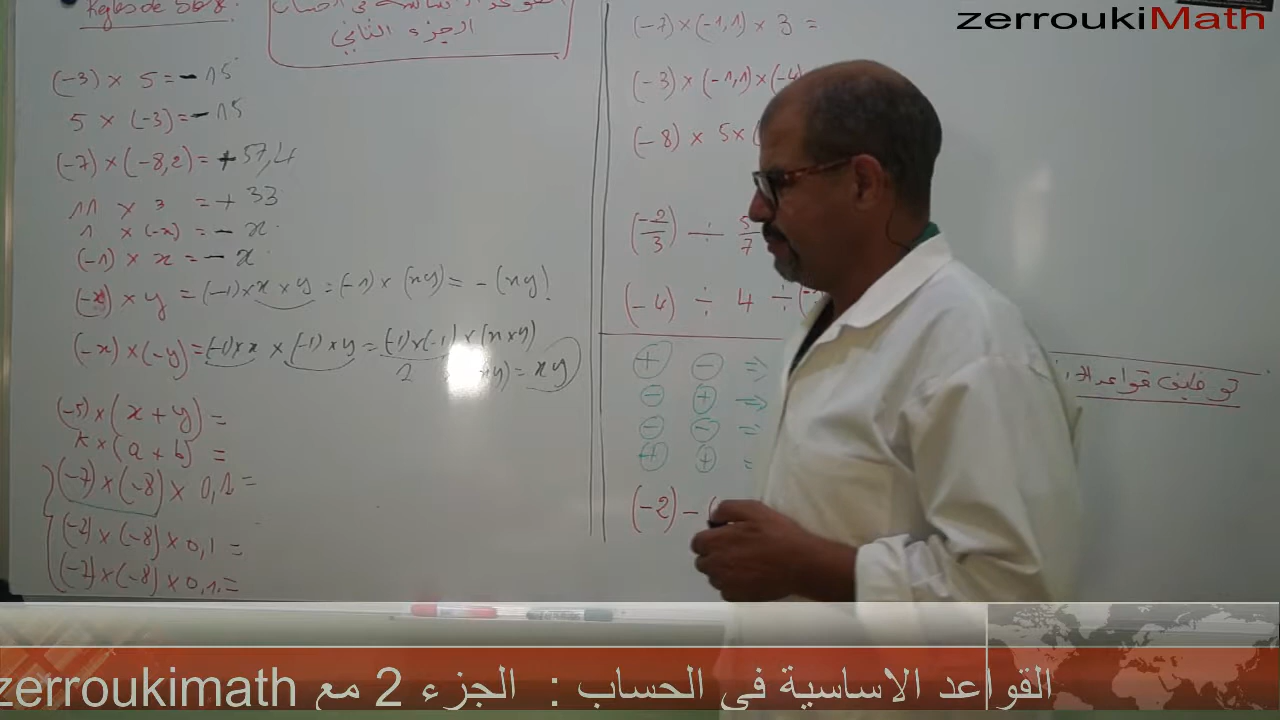 Règles de
الجزء الثاني
(-3) × 5 = -15
5 × (-3) = -15
(-7) × (-8,2) = +57,4
11 × 3 = +33
1 × (-x) = -x
(-1) × x = -x
(-x) × y = (-1) × x × y = (-1) × (xy) = -(xy)!
(-x) × (-y) = (-1) × x × (-1) × y = (-1) × (-1) × (x × y)
y) = xy
(-5) × (x + y) =
k × (a + b) =
(-7) × (-8) × 0,1 =
(-7) × (-8) × 0,1 =
(-7) × (-8) × 0,1 =
(-7) × (-1,1) × 3 =
(-3) × (-1,1) × (-4)
(-8) × 5 ×
(-2/3) ÷ 5/7
(-4) ÷ 4 ÷
+ - ⇒
- + ⇒
- - =
+ + =
(-2) - (
توظيف قواعد
zerroukiMath
القواعد الاساسية في الحساب : الجزء 2 مع zerroukimath